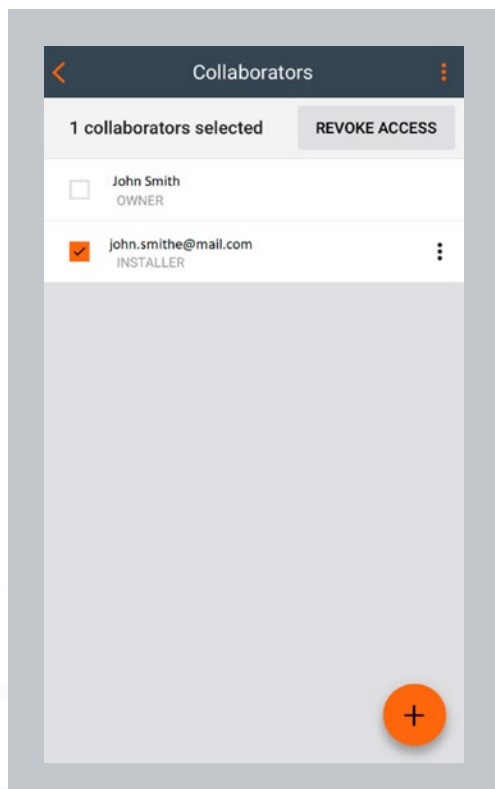 Collaborators
1 collaborators selected
REVOKE ACCESS
John Smith
OWNER
john.smithe@mail.com
INSTALLER